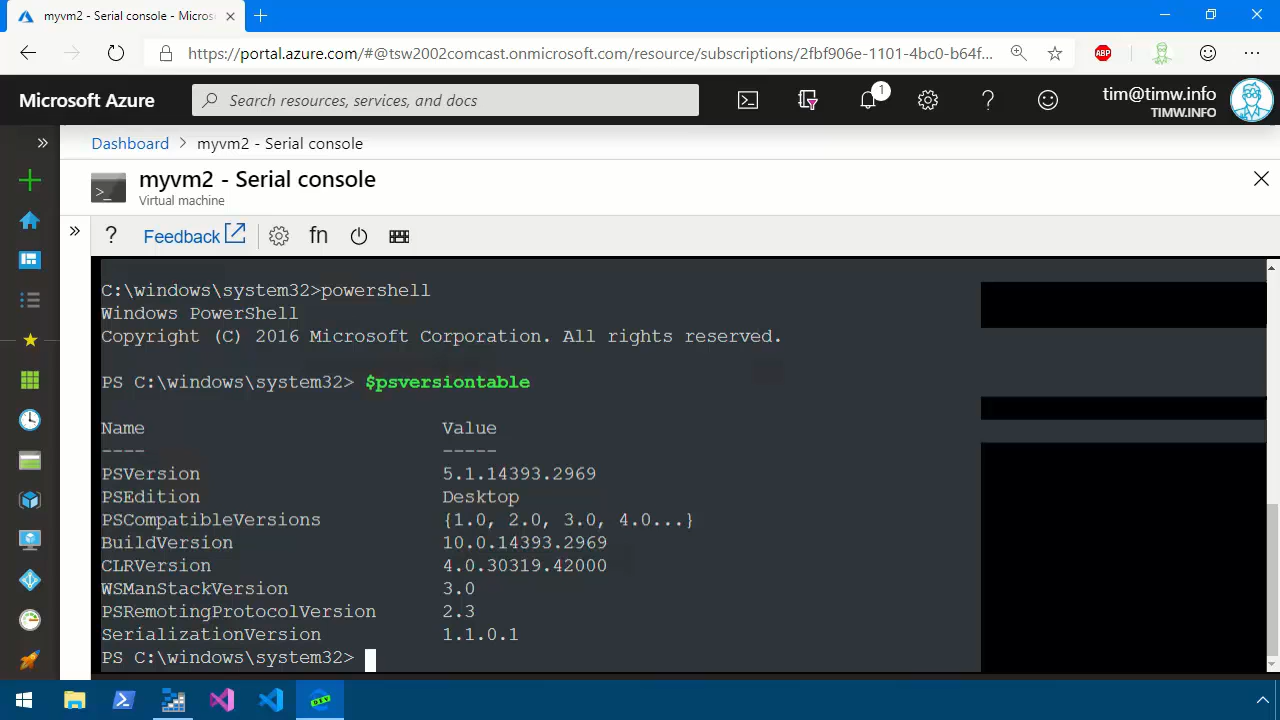 myvm2 - Serial console - Micros
https://portal.azure.com/#@tsw2002comcast.onmicrosoft.com/resource/subscriptions/2fbf906e-1101-4bc0-b64f...
ABP
Microsoft Azure
Search resources, services, and docs
1
tim@timw.info
TIMW.INFO
Dashboard > myvm2 - Serial console
myvm2 - Serial console
Virtual machine
? Feedback fn
C:\windows\system32>powershell
Windows PowerShell
Copyright (C) 2016 Microsoft Corporation. All rights reserved.
PS C:\windows\system32> $psversiontable
Name Value
---- -----
PSVersion 5.1.14393.2969
PSEdition Desktop
PSCompatibleVersions {1.0, 2.0, 3.0, 4.0...}
BuildVersion 10.0.14393.2969
CLRVersion 4.0.30319.42000
WSManStackVersion 3.0
PSRemotingProtocolVersion 2.3
SerializationVersion 1.1.0.1
PS C:\windows\system32>
DEV